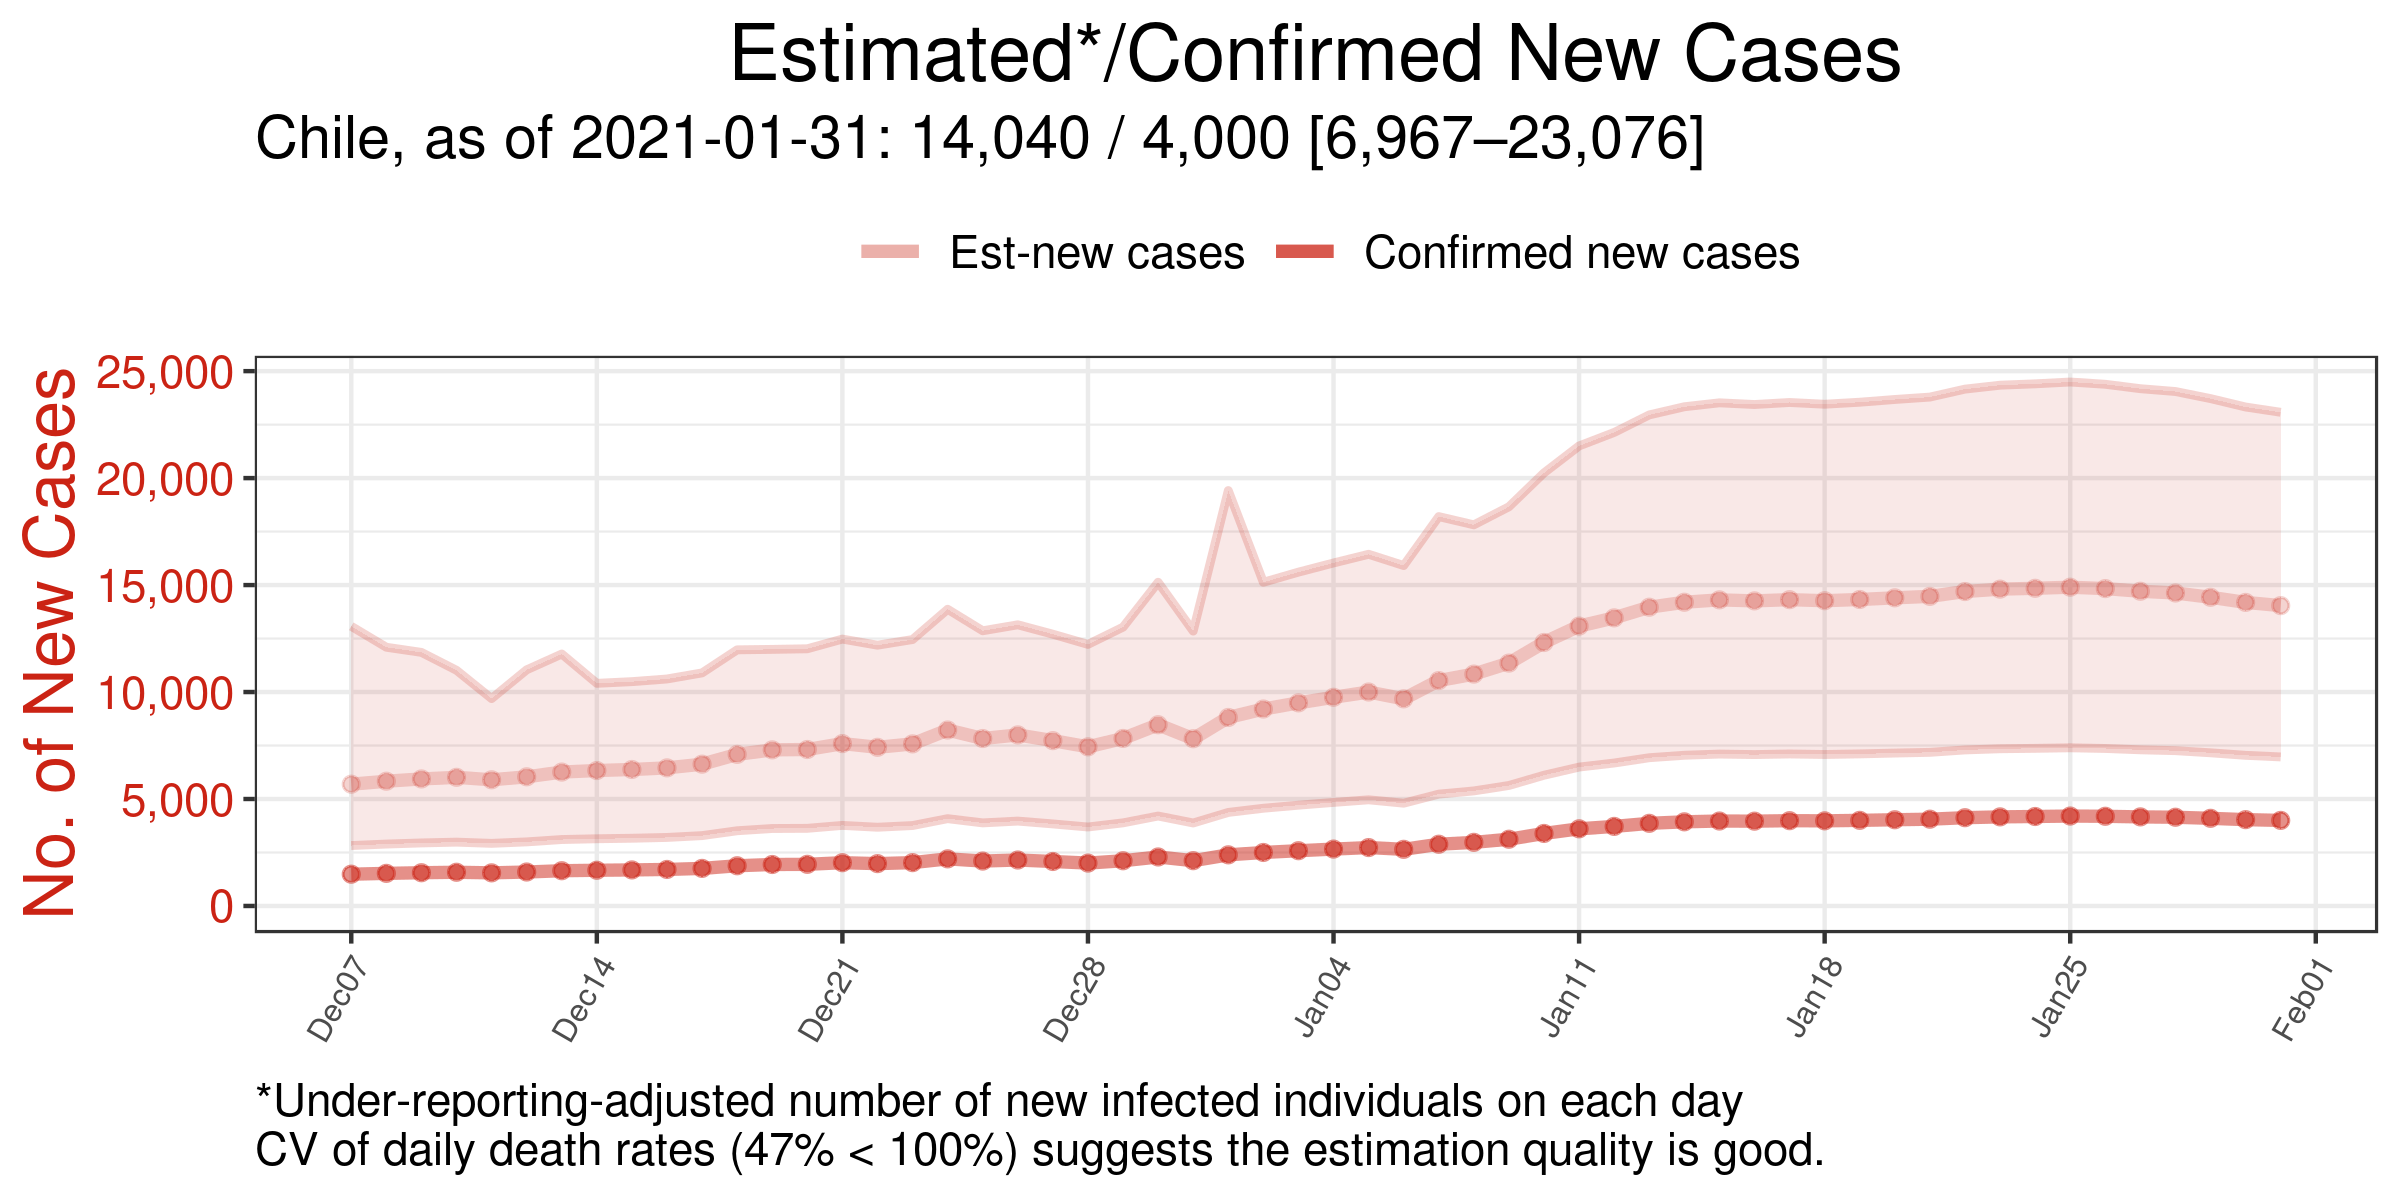 Estimated*/Confirmed New Cases
Chile, as of 2021-01-31: 14,040 / 4,000 [6,967–23,076]
Est-new cases
Confirmed new cases
No. of New Cases
25,000
20,000
15,000
10,000
5,000
0
Dec07
Dec14
Dec21
Dec28
Jan04
Jan11
Jan18
Jan25
Feb01
*Under-reporting-adjusted number of new infected individuals on each day
CV of daily death rates (47% < 100%) suggests the estimation quality is good.